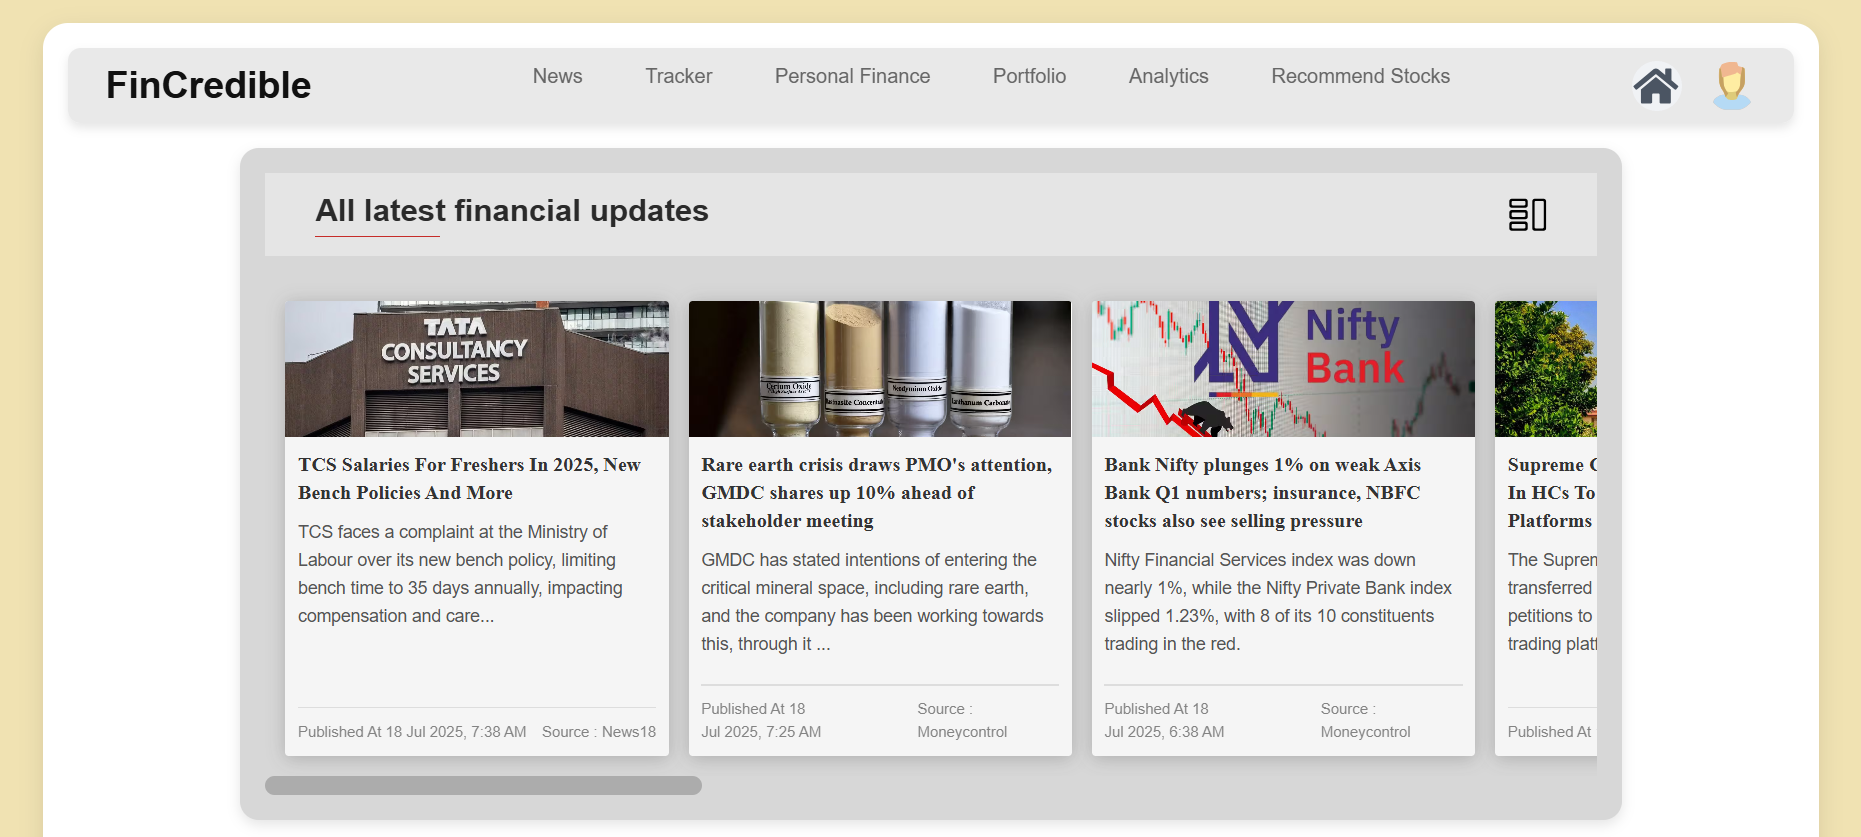 FinCredible
News
Tracker
Personal Finance
Portfolio
Analytics
Recommend Stocks
All latest financial updates
TATA
CONSULTANCY
SERVICES
TCS Salaries For Freshers In 2025, New
Bench Policies And More
TCS faces a complaint at the Ministry of
Labour over its new bench policy, limiting
bench time to 35 days annually, impacting
compensation and care...
Published At 18 Jul 2025, 7:38 AM
Source : News18
Cerium Oxide
Bastnasite Concentrate
Neodymium Oxide
Lanthanum Carbonate
Rare earth crisis draws PMO's attention,
GMDC shares up 10% ahead of
stakeholder meeting
GMDC has stated intentions of entering the
critical mineral space, including rare earth,
and the company has been working towards
this, through it ...
Published At 18
Jul 2025, 7:25 AM
Source :
Moneycontrol
Nifty
Bank
Bank Nifty plunges 1% on weak Axis
Bank Q1 numbers; insurance, NBFC
stocks also see selling pressure
Nifty Financial Services index was down
nearly 1%, while the Nifty Private Bank index
slipped 1.23%, with 8 of its 10 constituents
trading in the red.
Published At 18
Jul 2025, 6:38 AM
Source :
Moneycontrol
Supreme
In HCs To
Platforms
The
transferred
petitions to
trading
Published At